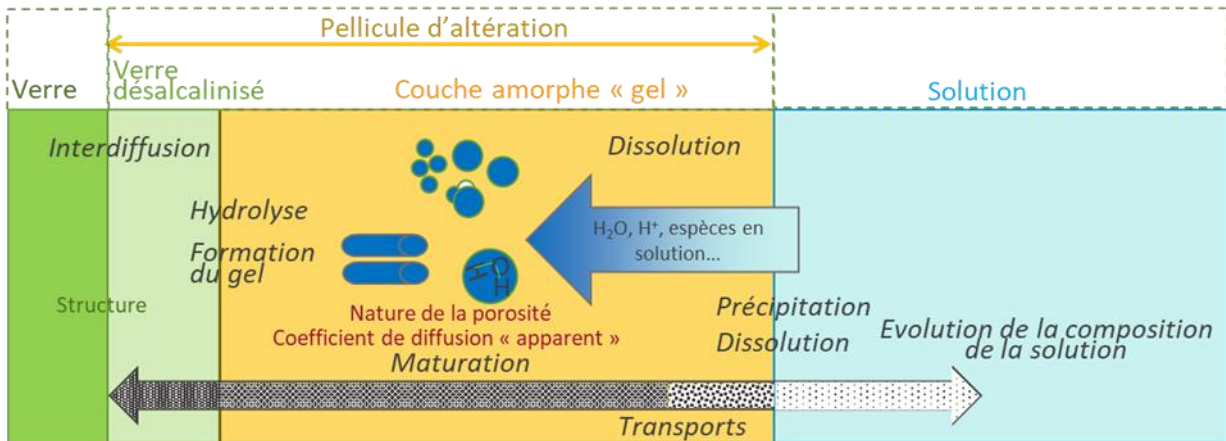 Pellicule d'altération
Verre
Verre
désalcalinisé
Couche amorphe « gel »
Solution
Interdiffusion
Dissolution
Hydrolyse
H₂O, H⁺, espèces en
solution...
Formation
du gel
OH
H
Structure
Nature de la porosité
Coefficient de diffusion « apparent »
Précipitation
Dissolution
Evolution de la composition
de la solution
Maturation
Transports